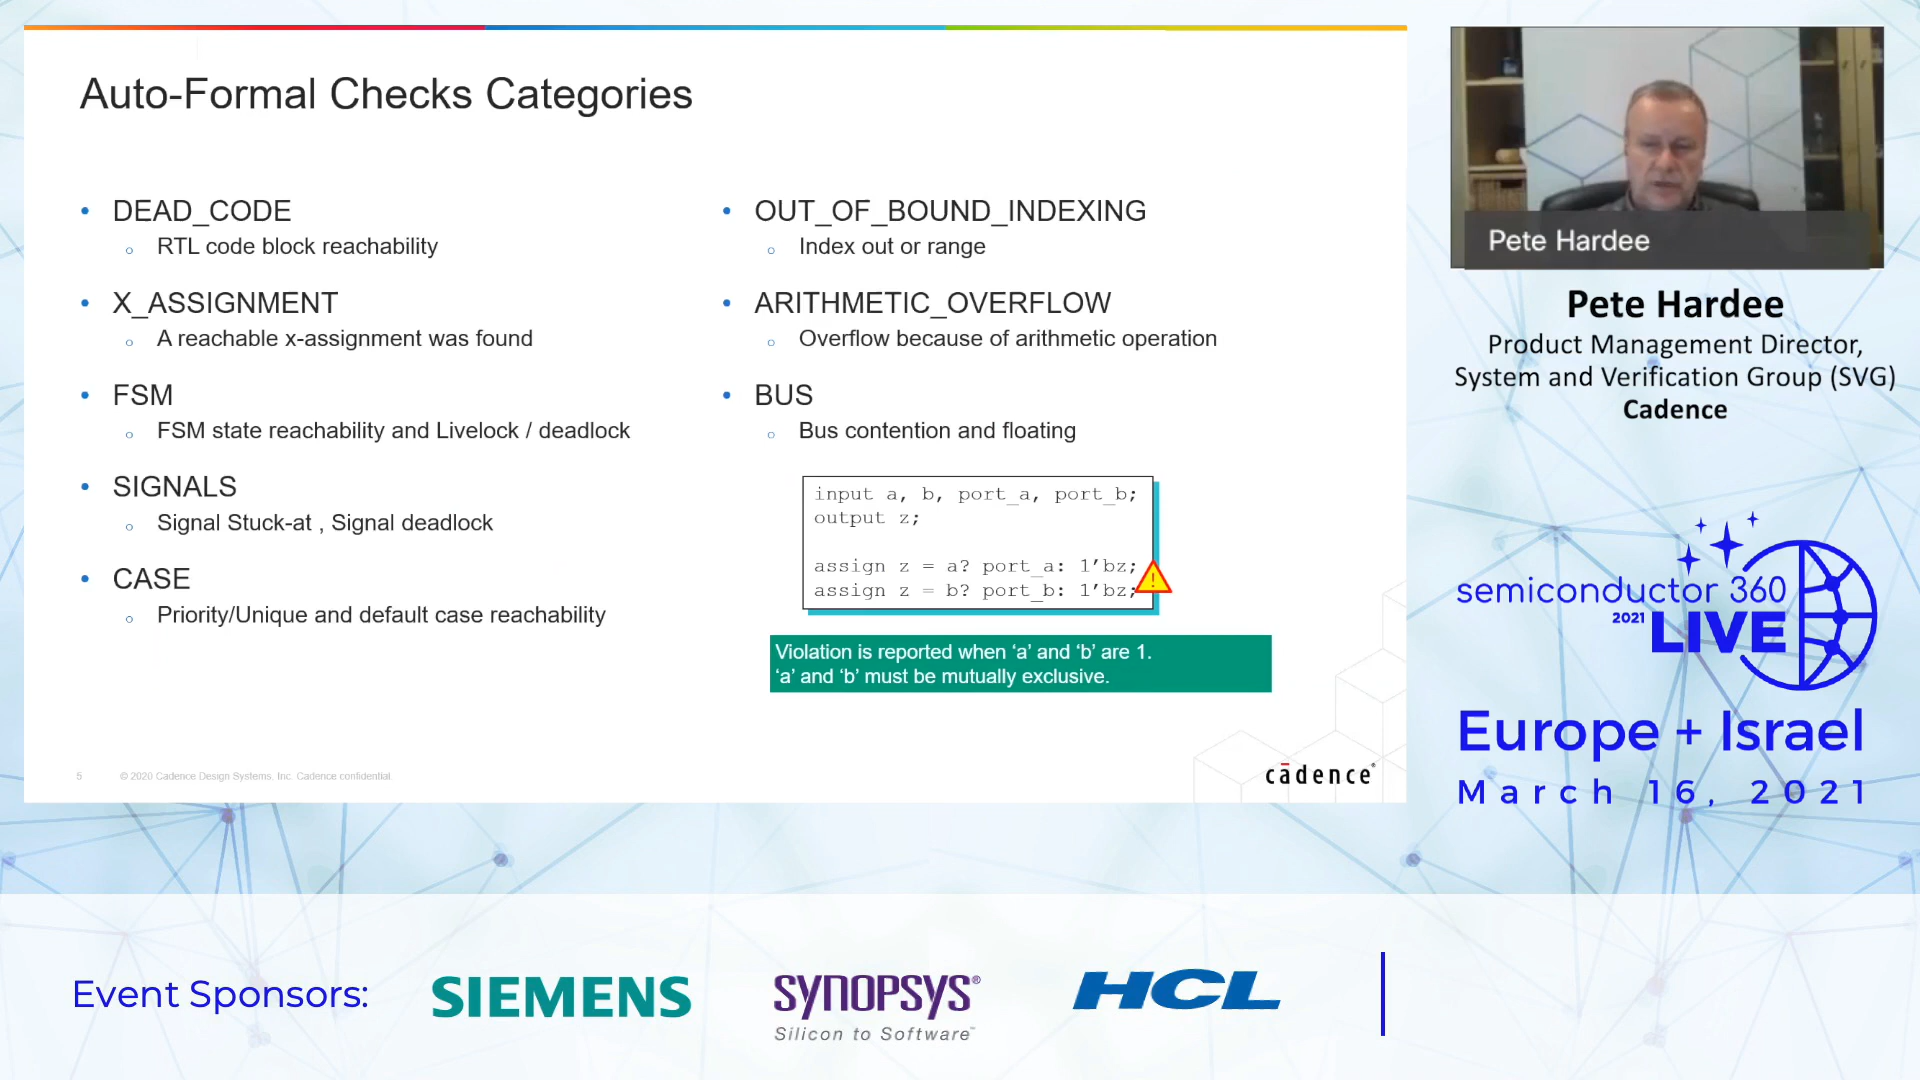 Auto-Formal Checks Categories
• DEAD_CODE
○ RTL code block reachability
• X_ASSIGNMENT
○ A reachable x-assignment was found
• FSM
○ FSM state reachability and Livelock / deadlock
• SIGNALS
○ Signal Stuck-at , Signal deadlock
• CASE
○ Priority/Unique and default case reachability
• OUT_OF_BOUND_INDEXING
○ Index out or range
• ARITHMETIC_OVERFLOW
○ Overflow because of arithmetic operation
• BUS
○ Bus contention and floating
input a, b, port_a, port_b;
output z;
assign z = a? port_a: 1’bz;
assign z = b? port_b: 1’bz;
!
Violation is reported when ‘a’ and ‘b’ are 1.
‘a’ and ‘b’ must be mutually exclusive.
5 © 2020 Cadence Design Systems, Inc. Cadence confidential.
cādence®
Pete Hardee
Pete Hardee
Product Management Director,
System and Verification Group (SVG)
Cadence
semiconductor 360
2021 LIVE
Europe + Israel
March 16, 2021
Event Sponsors:
SIEMENS
SYNOPSYS®
Silicon to Software™
HCL